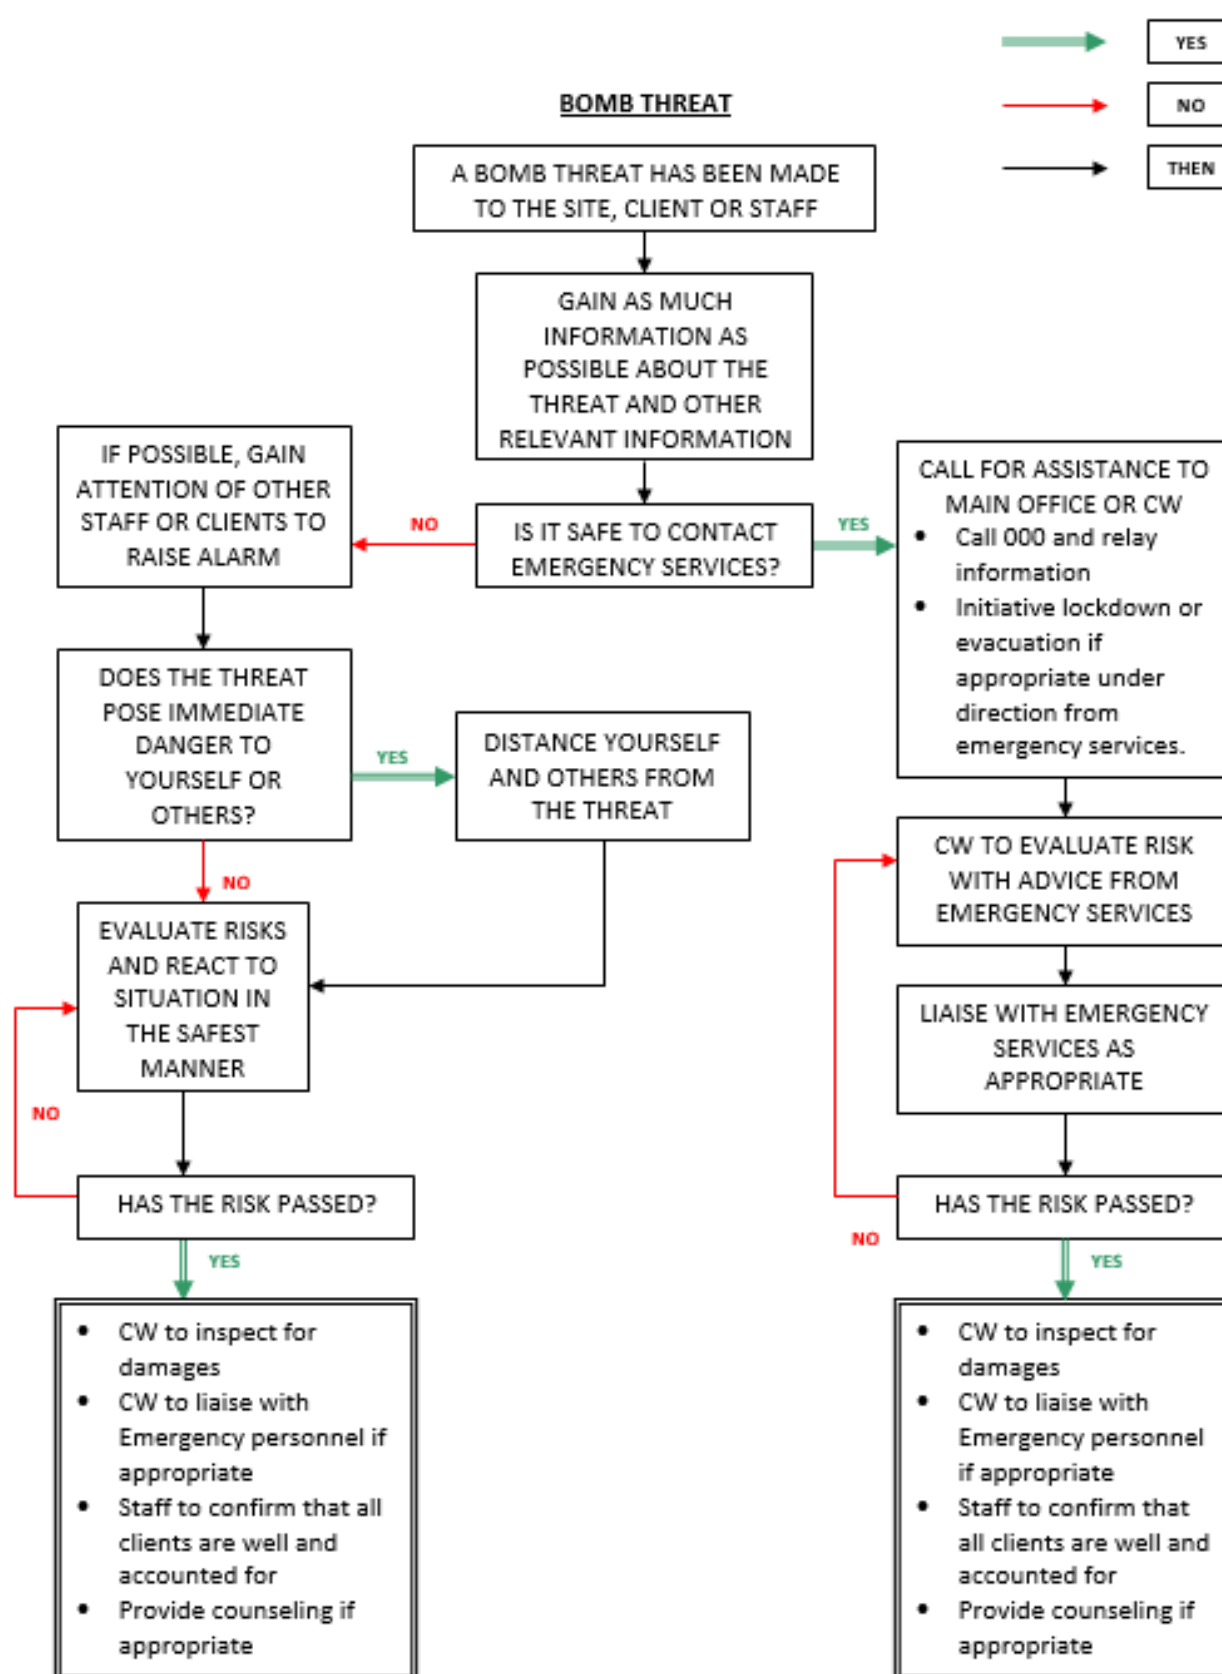 YES
NO
THEN
BOMB THREAT
A BOMB THREAT HAS BEEN MADE
TO THE SITE, CLIENT OR STAFF
GAIN AS MUCH
INFORMATION AS
POSSIBLE ABOUT THE
THREAT AND OTHER
RELEVANT INFORMATION
IS IT SAFE TO CONTACT
EMERGENCY SERVICES?
NO
YES
IF POSSIBLE, GAIN
ATTENTION OF OTHER
STAFF OR CLIENTS TO
RAISE ALARM
DOES THE THREAT
POSE IMMEDIATE
DANGER TO
YOURSELF OR
OTHERS?
YES
DISTANCE YOURSELF
AND OTHERS FROM
THE THREAT
NO
EVALUATE RISKS
AND REACT TO
SITUATION IN
THE SAFEST
MANNER
NO
HAS THE RISK PASSED?
YES
• CW to inspect for
damages
• CW to liaise with
Emergency personnel if
appropriate
• Staff to confirm that all
clients are well and
accounted for
• Provide counseling if
appropriate
CALL FOR ASSISTANCE TO
MAIN OFFICE OR CW
• Call 000 and relay
information
• Initiative lockdown or
evacuation if
appropriate under
direction from
emergency services.
CW TO EVALUATE RISK
WITH ADVICE FROM
EMERGENCY SERVICES
LIAISE WITH EMERGENCY
SERVICES AS
APPROPRIATE
HAS THE RISK PASSED?
NO
YES
• CW to inspect for
damages
• CW to liaise with
Emergency personnel
if appropriate
• Staff to confirm that
all clients are well and
accounted for
• Provide counseling if
appropriate